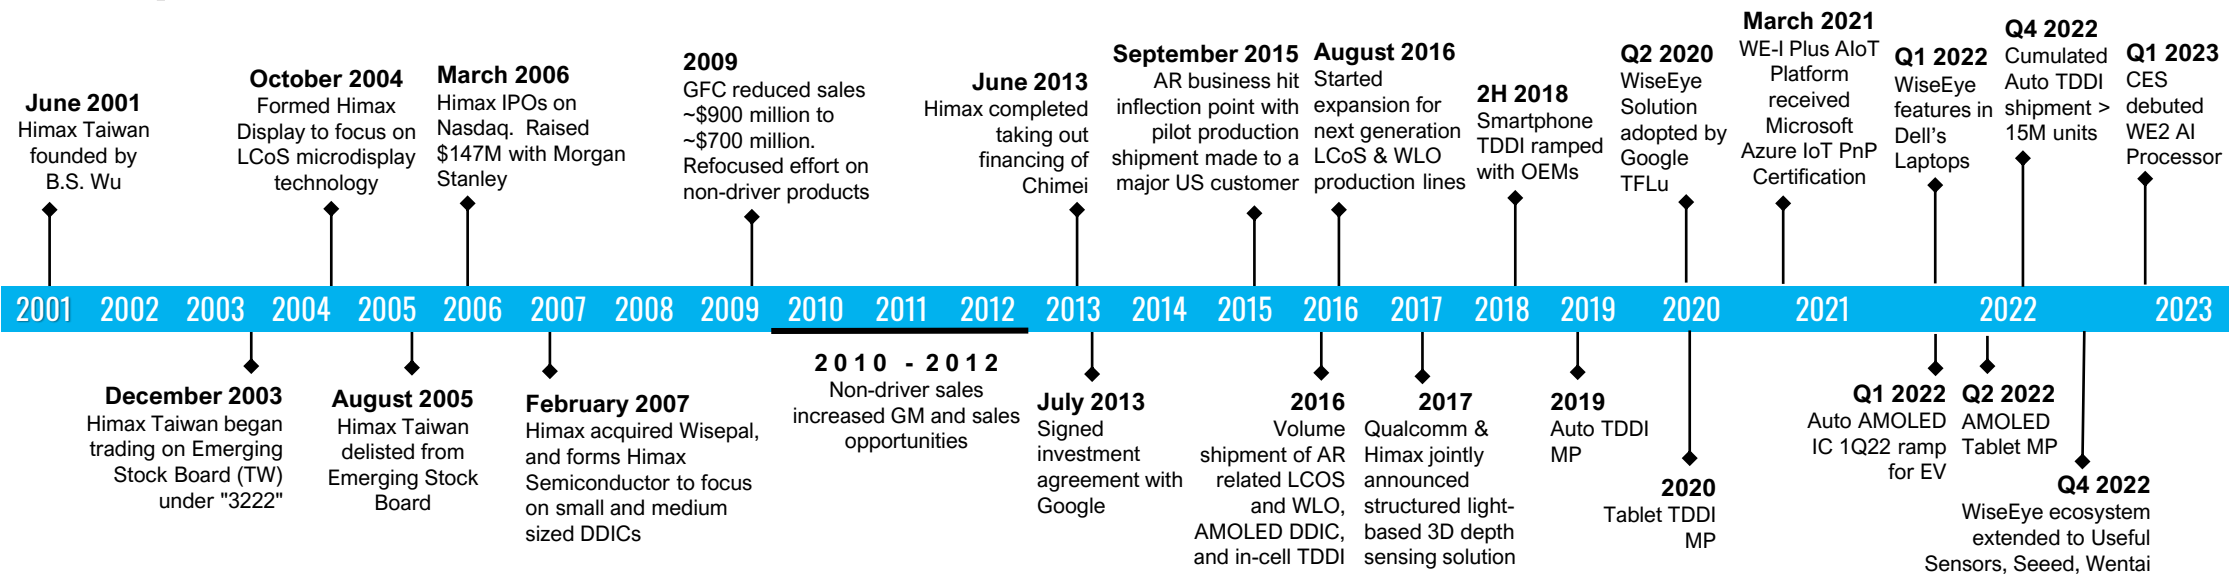 June 2001
Himax Taiwan
founded by
B.S. Wu
October 2004
Formed Himax
Display to focus on
LCoS microdisplay
technology
March 2006
Himax IPOs on
Nasdaq.  Raised
$147M with Morgan
Stanley
2009
GFC reduced sales
~$900 million to
~$700 million.
Refocused effort on
non-driver products
June 2013
Himax completed
taking out
financing of
Chimei
September 2015
AR business hit
inflection point with
pilot production
shipment made to a
major US customer
August 2016
Started
expansion for
next generation
LCoS & WLO
production lines
2H 2018
Smartphone
TDDI ramped
with OEMs
Q2 2020
WiseEye
Solution
adopted by
Google
TFLu
March 2021
WE-I Plus AIoT
Platform
received
Microsoft
Azure IoT PnP
Certification
Q1 2022
WiseEye
features in
Dell's
Laptops
Q4 2022
Cumulated
Auto TDDI
shipment >
15M units
Q1 2023
CES
debuted
WE2 AI
Processor
2001 2002 2003 2004 2005 2006 2007 2008 2009 2010 2011 2012 2013 2014 2015 2016 2017 2018 2019 2020 2021 2022 2023
December 2003
Himax Taiwan began
trading on Emerging
Stock Board (TW)
under "3222"
August 2005
Himax Taiwan
delisted from
Emerging Stock
Board
February 2007
Himax acquired Wisepal,
and forms Himax
Semiconductor to focus
on small and medium
sized DDICs
2010 - 2012
Non-driver sales
increased GM and sales
opportunities
July 2013
Signed
investment
agreement with
Google
2016
Volume
shipment of AR
related LCOS
and WLO,
AMOLED DDIC,
and in-cell TDDI
2017
Qualcomm &
Himax jointly
announced
structured light-
based 3D depth
sensing solution
2019
Auto TDDI
MP
2020
Tablet TDDI
MP
Q1 2022
Auto AMOLED
IC 1Q22 ramp
for EV
Q2 2022
AMOLED
Tablet MP
Q4 2022
WiseEye ecosystem
extended to Useful
Sensors, Seeed, Wentai